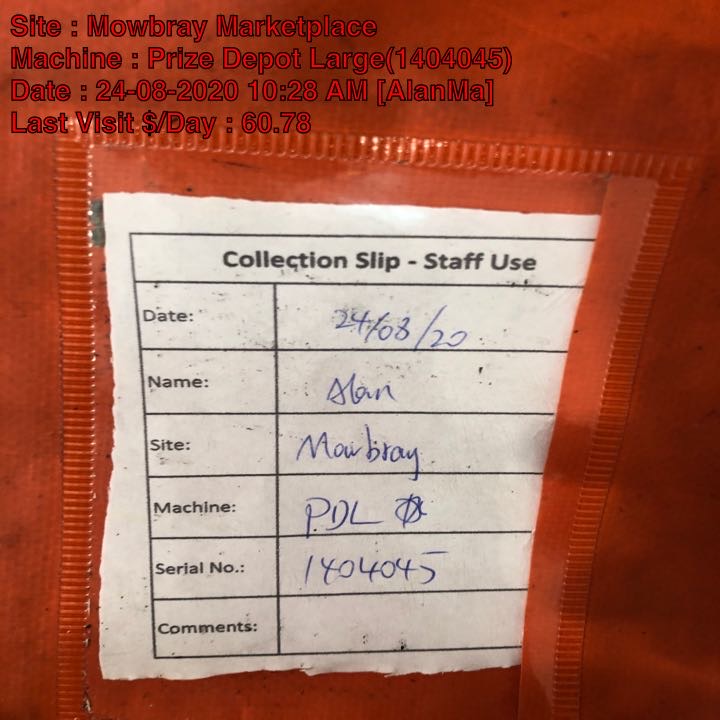 Site : Mowbray Marketplace
Machine : Prize Depot Large(1404045)
Date : 24-08-2020 10:28 AM [AlanMa]
Last Visit $/Day : 60.78
Collection Slip - Staff Use
Date: 24/08/20
Name: Alan
Site: Mowbray
Machine: PDL
Serial No.: 1404045
Comments: